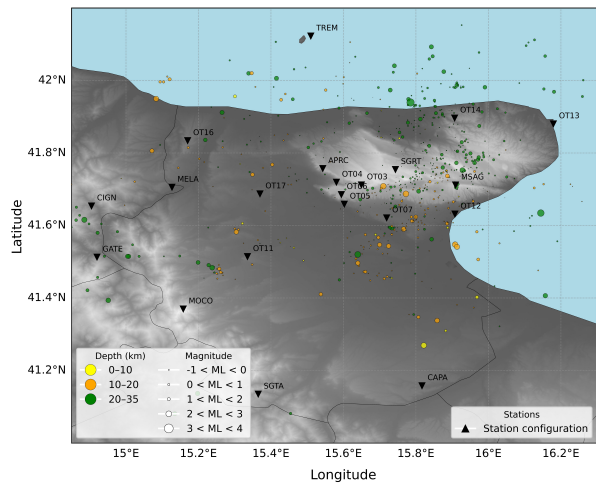 TREM
42°N
OT14
OT13
OT16
41.8°N
APRC
SGRT
OT04
OT03
MSAG
MELA
OT17
OT06
OT05
CIGN
41.6°N
OT07
OT12
GATE
OT11
41.4°N
MOCO
41.2°N
SGTA
CAPA
Latitude
Depth (km)
0–10
10–20
20–35
Magnitude
-1 < ML < 0
0 < ML < 1
1 < ML < 2
2 < ML < 3
3 < ML < 4
Stations
Station configuration
15°E
15.2°E
15.4°E
15.6°E
15.8°E
16°E
16.2°E
Longitude